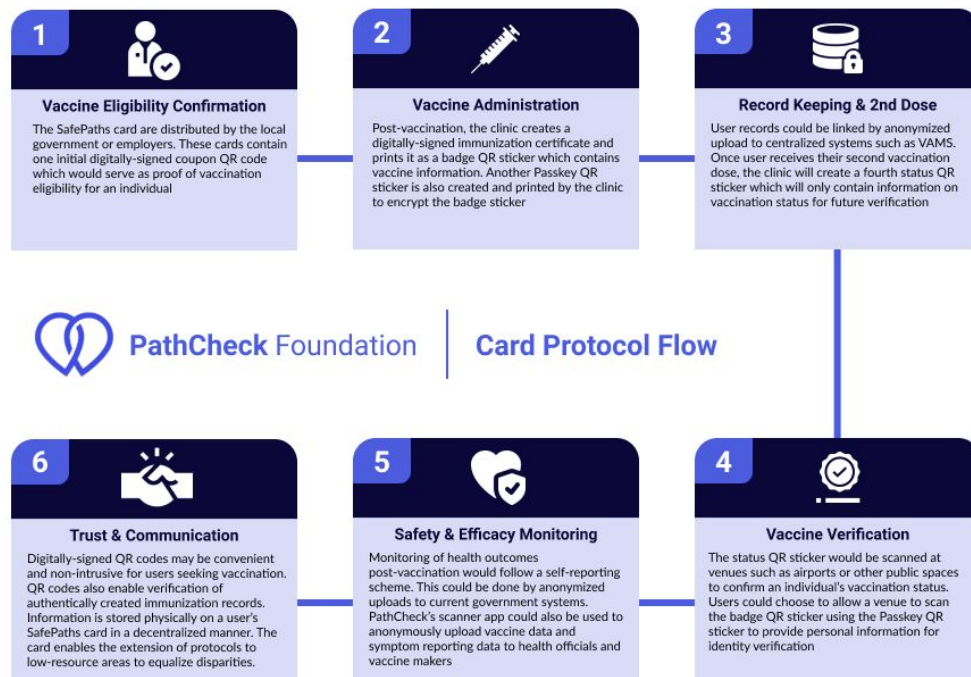 1
Vaccine Eligibility Confirmation
The SafePaths card are distributed by the local
government or employers. These cards contain
one initial digitally-signed coupon QR code
which would serve as proof of vaccination
eligibility for an individual
2
Vaccine Administration
Post-vaccination, the clinic creates a
digitally-signed immunization certificate and
prints it as a badge QR sticker which contains
vaccine information. Another Passkey QR
sticker is also created and printed by the clinic
to encrypt the badge sticker
3
Record Keeping & 2nd Dose
User records could be linked by anonymized
upload to centralized systems such as VAMS.
Once user receives their second vaccination
dose, the clinic will create a fourth status QR
sticker which will only contain information on
vaccination status for future verification
PathCheck Foundation
Card Protocol Flow
6
Trust & Communication
Digitally-signed QR codes may be convenient
and non-intrusive for users seeking vaccination.
QR codes also enable verification of
authentically created immunization records.
Information is stored physically on a user's
SafePaths card in a decentralized manner. The
card enables the extension of protocols to
low-resource areas to equalize disparities.
5
Safety & Efficacy Monitoring
Monitoring of health outcomes
post-vaccination would follow a self-reporting
scheme. This could be done by anonymized
uploads to current government systems.
PathCheck's scanner app could also be used to
anonymously upload vaccine data and
symptom reporting data to health officials and
vaccine makers
4
Vaccine Verification
The status QR sticker would be scanned at
venues such as airports or other public spaces
to confirm an individual's vaccination status.
Users could choose to allow a venue to scan
the badge QR sticker using the Passkey QR
sticker to provide personal information for
identity verification